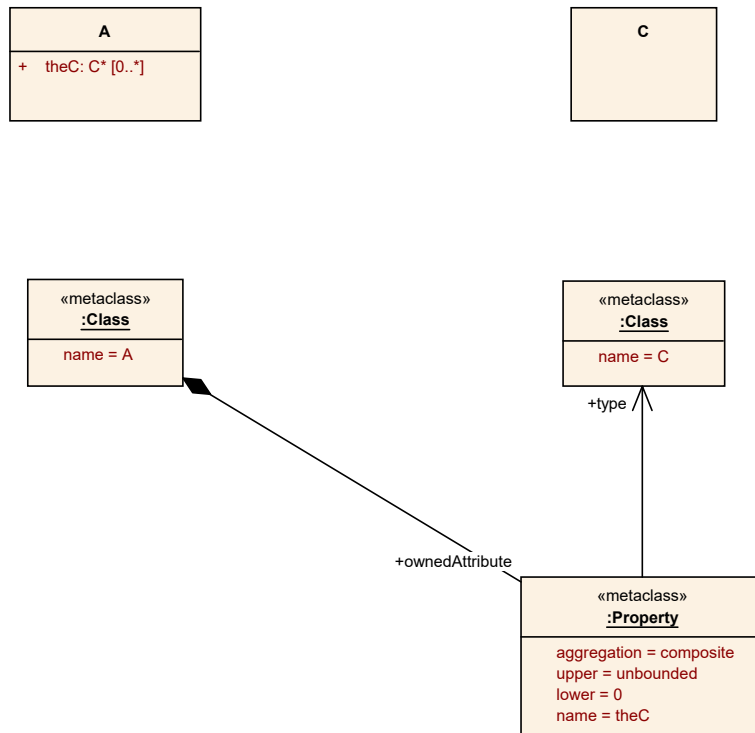 A
+ theC: C* [0..*]
C
«metaclass»
:Class
name = A
«metaclass»
:Class
name = C
+type
+ownedAttribute
«metaclass»
:Property
aggregation = composite
upper = unbounded
lower = 0
name = theC